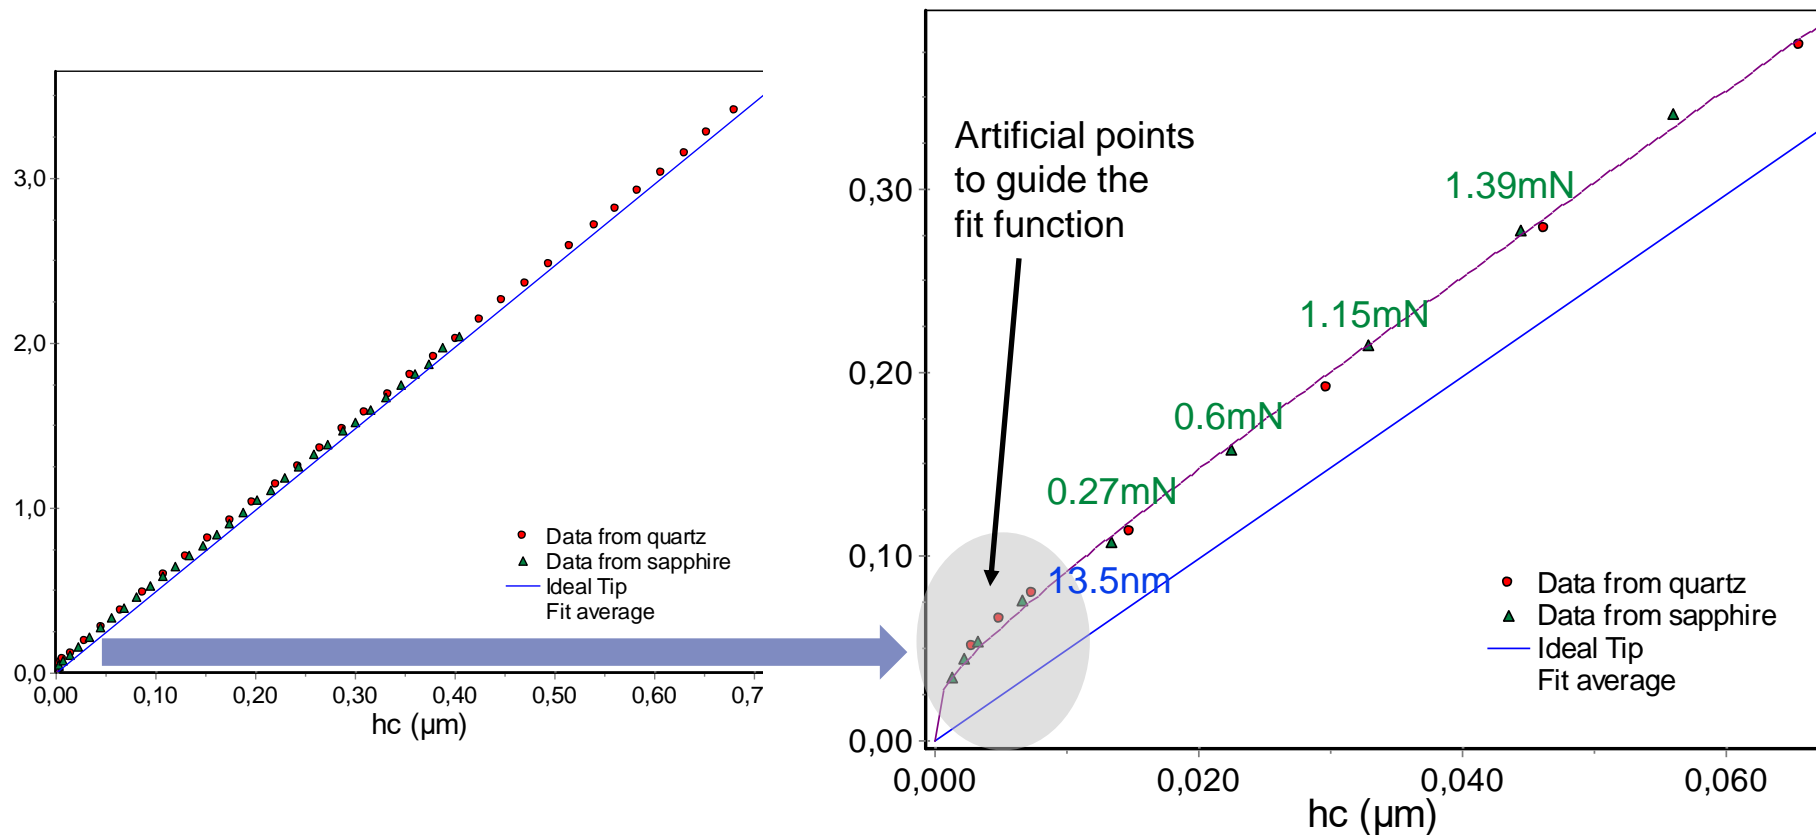 3,0
2,0
1,0
0,0
0,00
0,10
0,20
0,30
0,40
0,50
0,60
0,7
hc (µm)
Data from quartz
Data from sapphire
Ideal Tip
Fit average
Artificial points
to guide the
fit function
1.39mN
1.15mN
0.6mN
0.27mN
13.5nm
0,30
0,20
0,10
0,00
0,000
0,020
0,040
0,060
hc (µm)
Data from quartz
Data from sapphire
Ideal Tip
Fit average